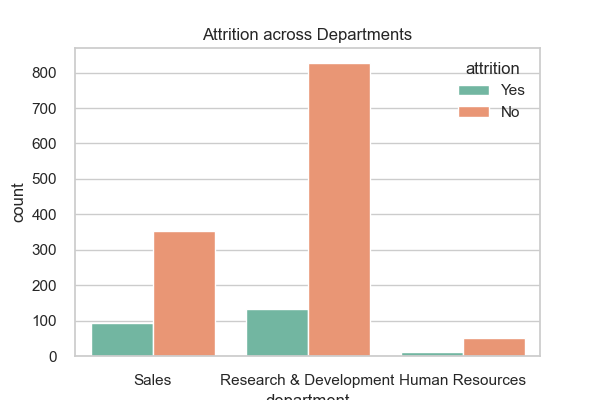 Attrition across Departments
attrition
Yes
No
count
800
700
600
500
400
300
200
100
0
Sales
Research & Development
Human Resources
department